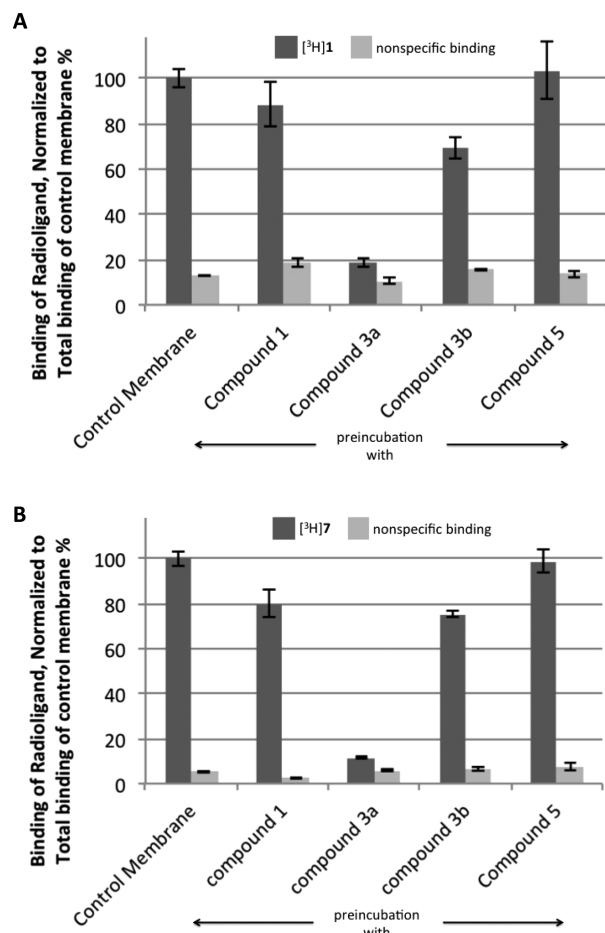 A
[³H]1 nonspecific binding
Binding of Radioligand, Normalized to
Total binding of control membrane %
100
80
60
40
20
0
Control Membrane
Compound 1
Compound 3a
Compound 3b
Compound 5
preincubation
with
B
[³H]7 nonspecific binding
Binding of Radioligand, Normalized to
Total binding of control membrane %
100
80
60
40
20
0
Control Membrane
compound 1
compound 3a
compound 3b
Compound 5
preincubation
with